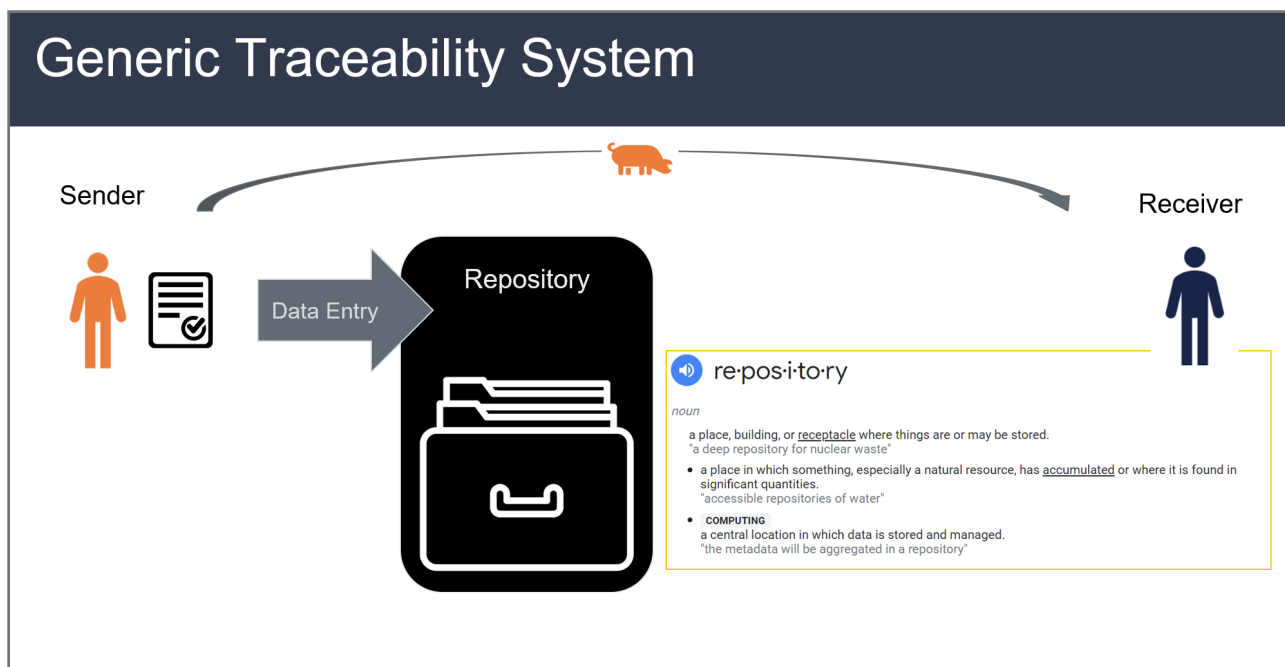 Generic Traceability System
Sender
Receiver
Repository
Data Entry
re·pos·i·to·ry
noun
a place, building, or receptacle where things are or may be stored.
"a deep repository for nuclear waste"
• a place in which something, especially a natural resource, has accumulated or where it is found in
significant quantities.
"accessible repositories of water"
• COMPUTING
a central location in which data is stored and managed.
"the metadata will be aggregated in a repository"